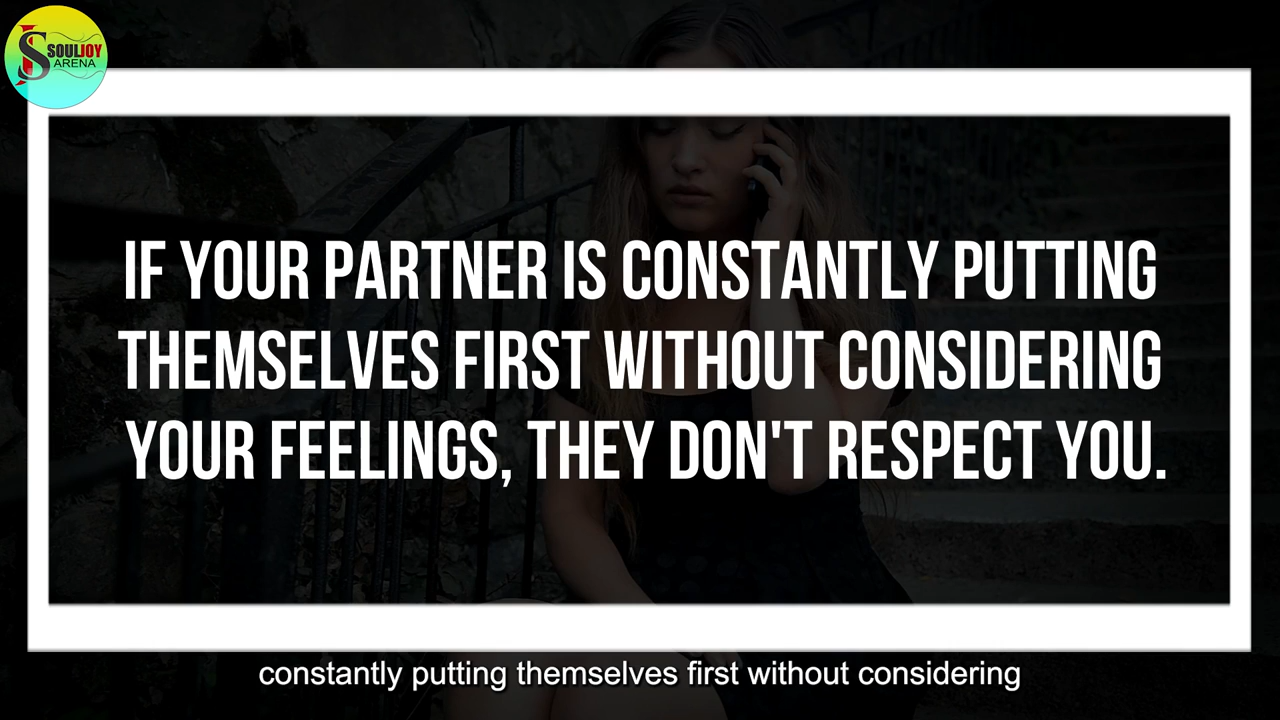 SOULJOY
ARENA
IF YOUR PARTNER IS CONSTANTLY PUTTING
THEMSELVES FIRST WITHOUT CONSIDERING
YOUR FEELINGS, THEY DON'T RESPECT YOU.
constantly putting themselves first without considering